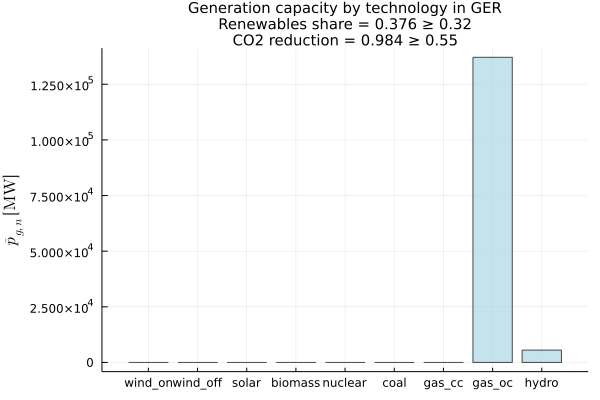 Generation capacity by technology in GER
Renewables share = 0.376 ≥ 0.32
CO2 reduction = 0.984 ≥ 0.55
p̄_{g,n} [MW]
1.250×10⁵
1.000×10⁵
7.500×10⁴
5.000×10⁴
2.500×10⁴
0
wind_on wind_off solar biomass nuclear coal gas_cc gas_oc hydro